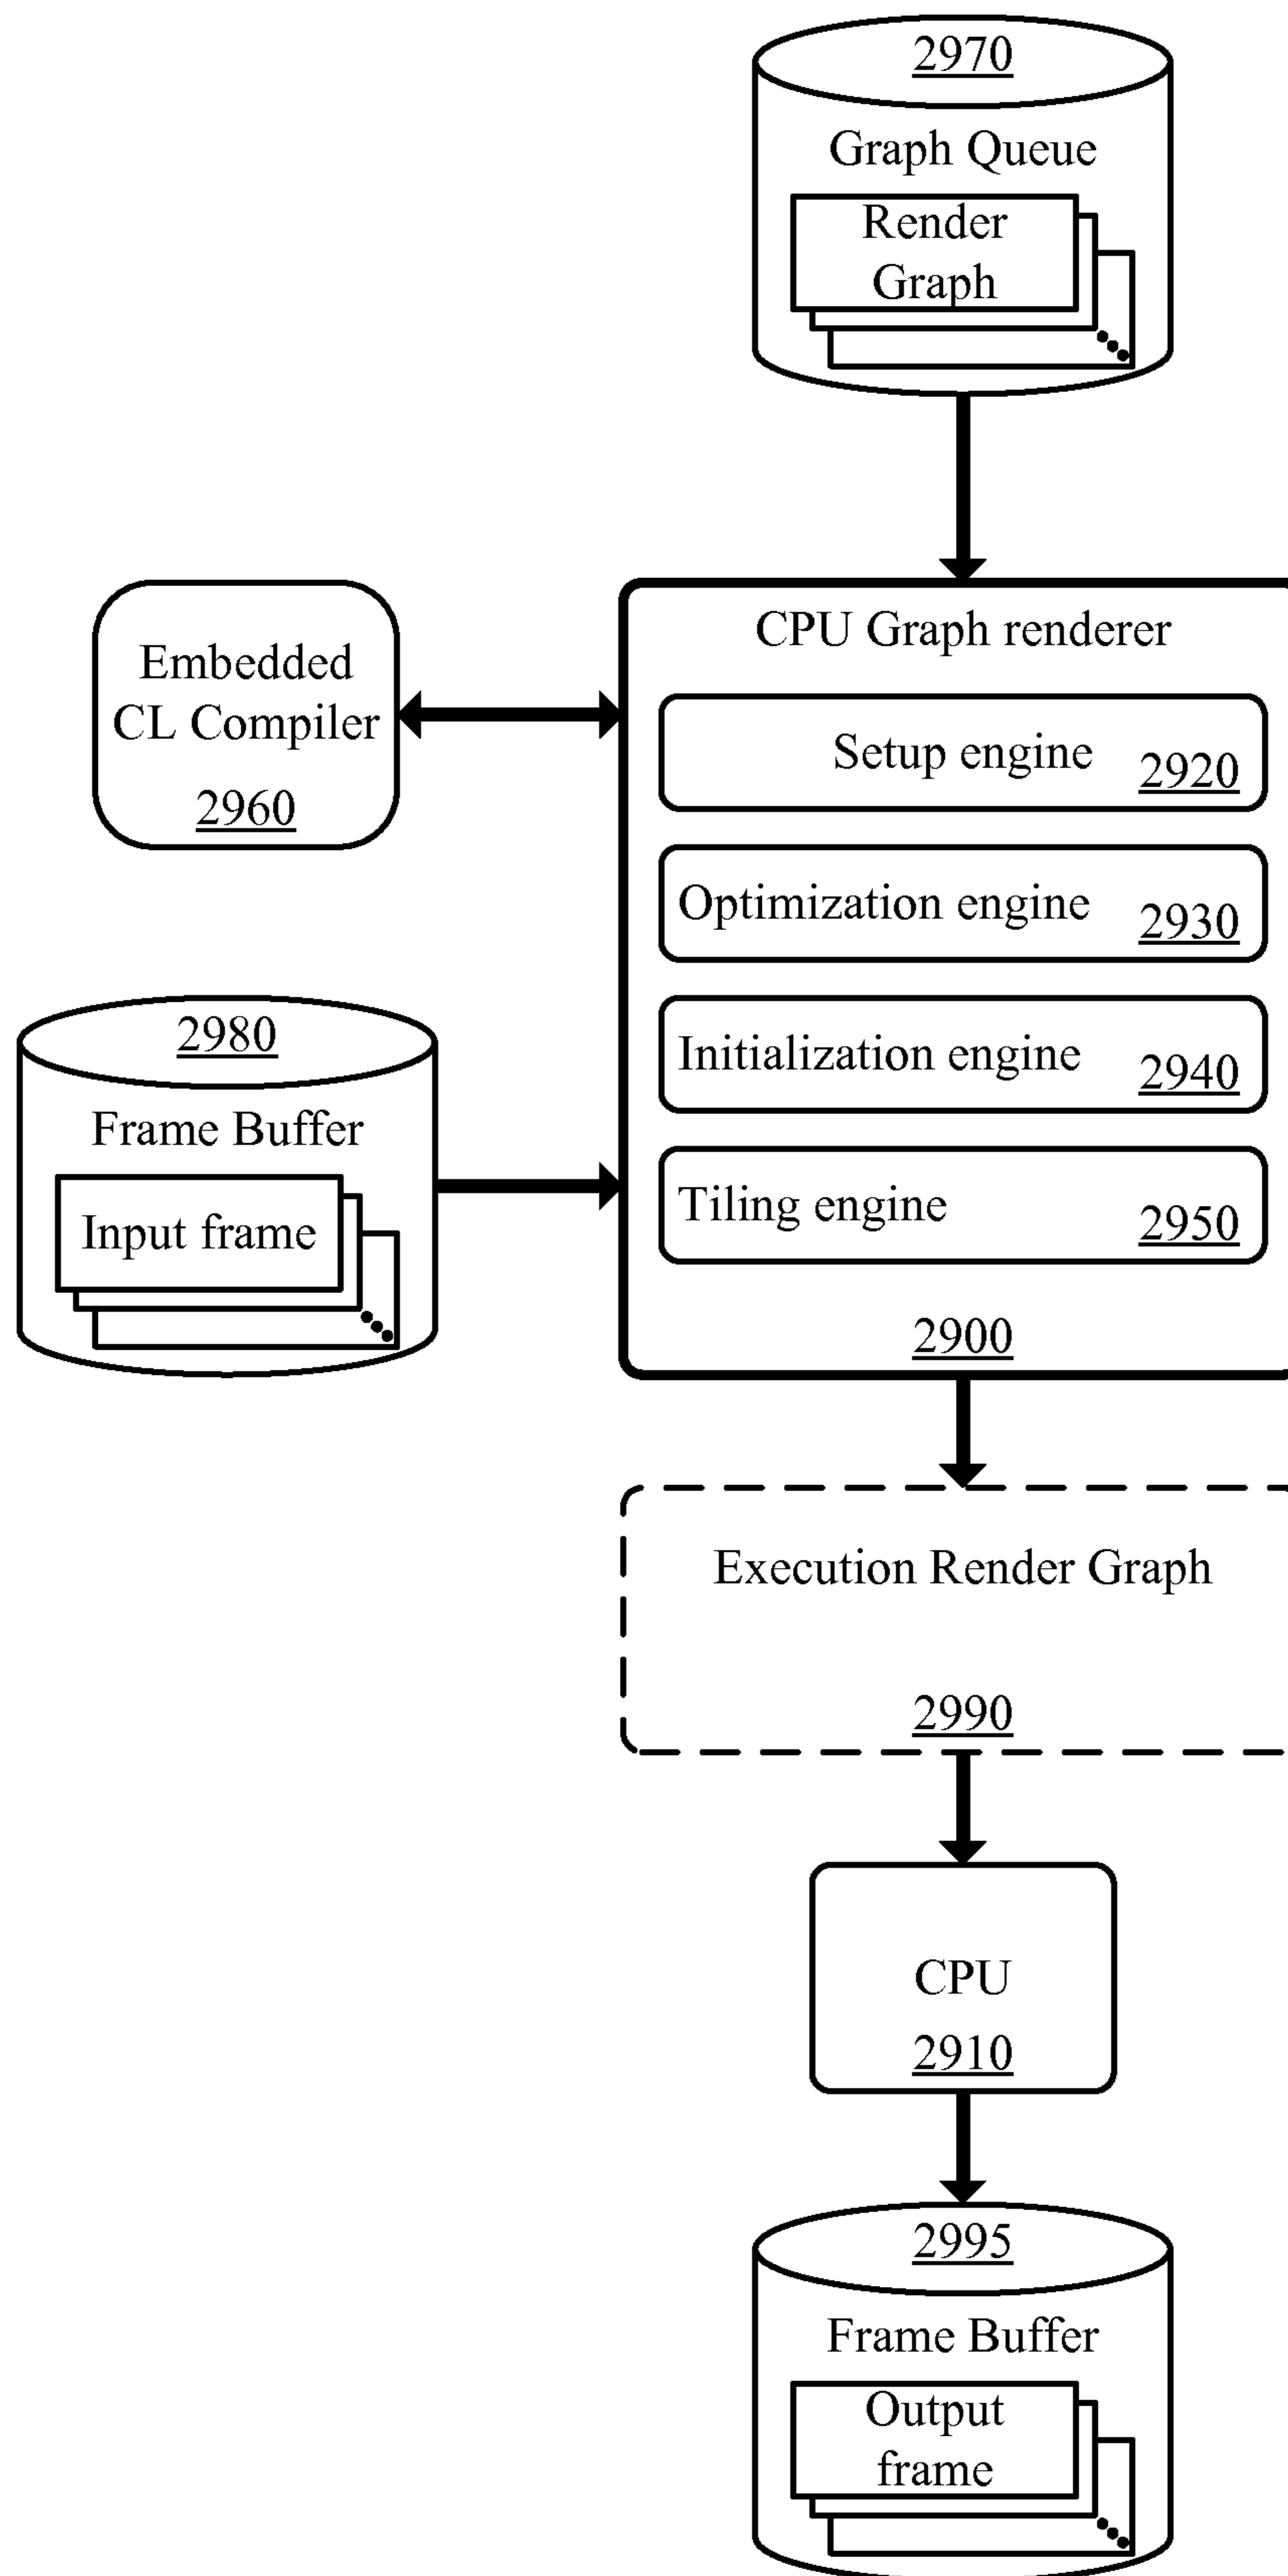 2970
Graph Queue
Render
Graph
CPU Graph renderer
Setup engine 2920
Optimization engine 2930
Initialization engine 2940
Tiling engine 2950
2900
Embedded
CL Compiler
2960
2980
Frame Buffer
Input frame
Execution Render Graph
2990
CPU
2910
2995
Frame Buffer
Output
frame